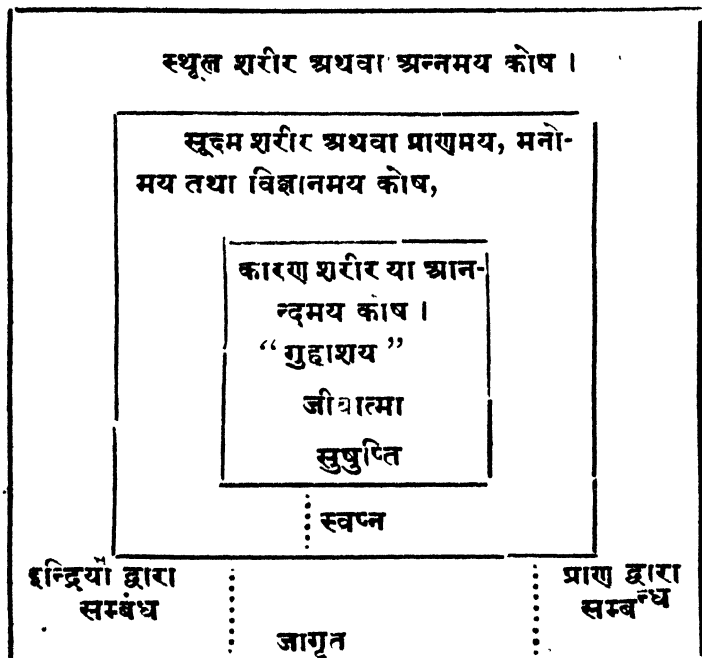 स्थूल शरीर अथवा अन्नमय कोष ।
सूक्ष्म शरीर अथवा प्राणमय, मनो-
मय तथा विज्ञानमय कोष,
कारण शरीर या आन-
न्दमय कोष ।
“गुहाशय”
जीवात्मा
सुषुप्ति
स्वप्न
इन्द्रियों द्वारा
सम्बंध
प्राण द्वारा
सम्बन्ध
जागृत